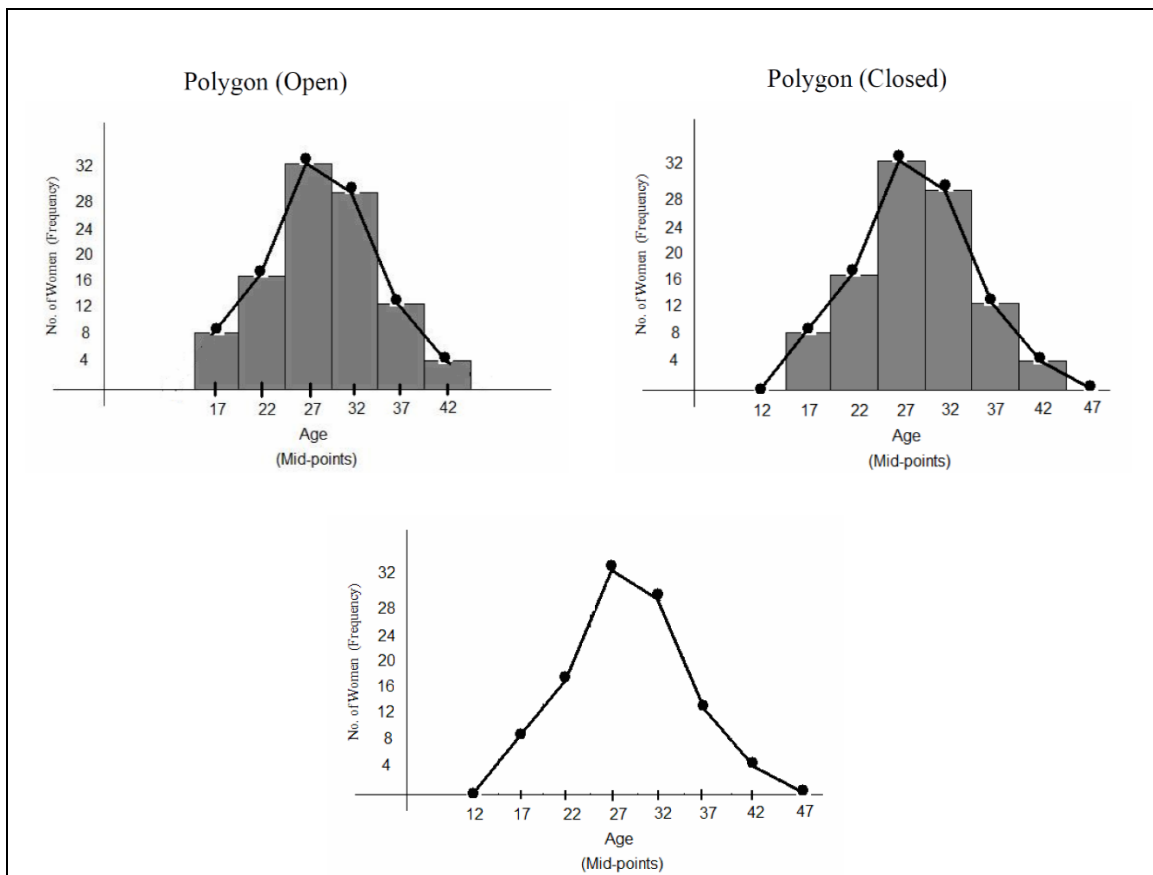 Polygon (Open)
No. of Women (Frequency)
32
28
24
20
16
12
8
4
17 22 27 32 37 42
Age
(Mid-points)
Polygon (Closed)
No. of Women (Frequency)
32
28
24
20
16
12
8
4
12 17 22 27 32 37 42 47
Age
(Mid-points)
No. of Women (Frequency)
32
28
24
20
16
12
8
4
12 17 22 27 32 37 42 47
Age
(Mid-points)